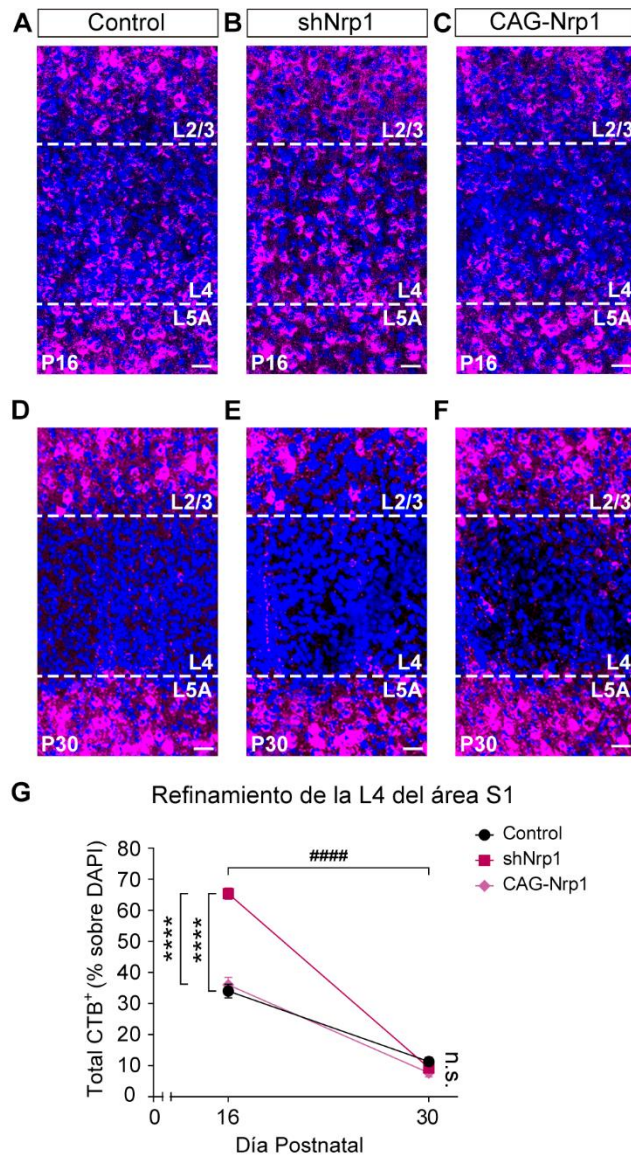 A Control B shNrp1 C CAG-Nrp1
L2/3 L2/3 L2/3
L4 L4 L4
L5A L5A L5A
P16 P16 P16
D E F
L2/3 L2/3 L2/3
L4 L4 L4
L5A L5A L5A
P30 P30 P30
G Refinamiento de la L4 del área S1
Control
shNrp1
CAG-Nrp1
####
80
70
60
50
40
30
20
10
0
Total CTB⁺ (% sobre DAPI)
****
****
n.s.
0 16 30
Día Postnatal